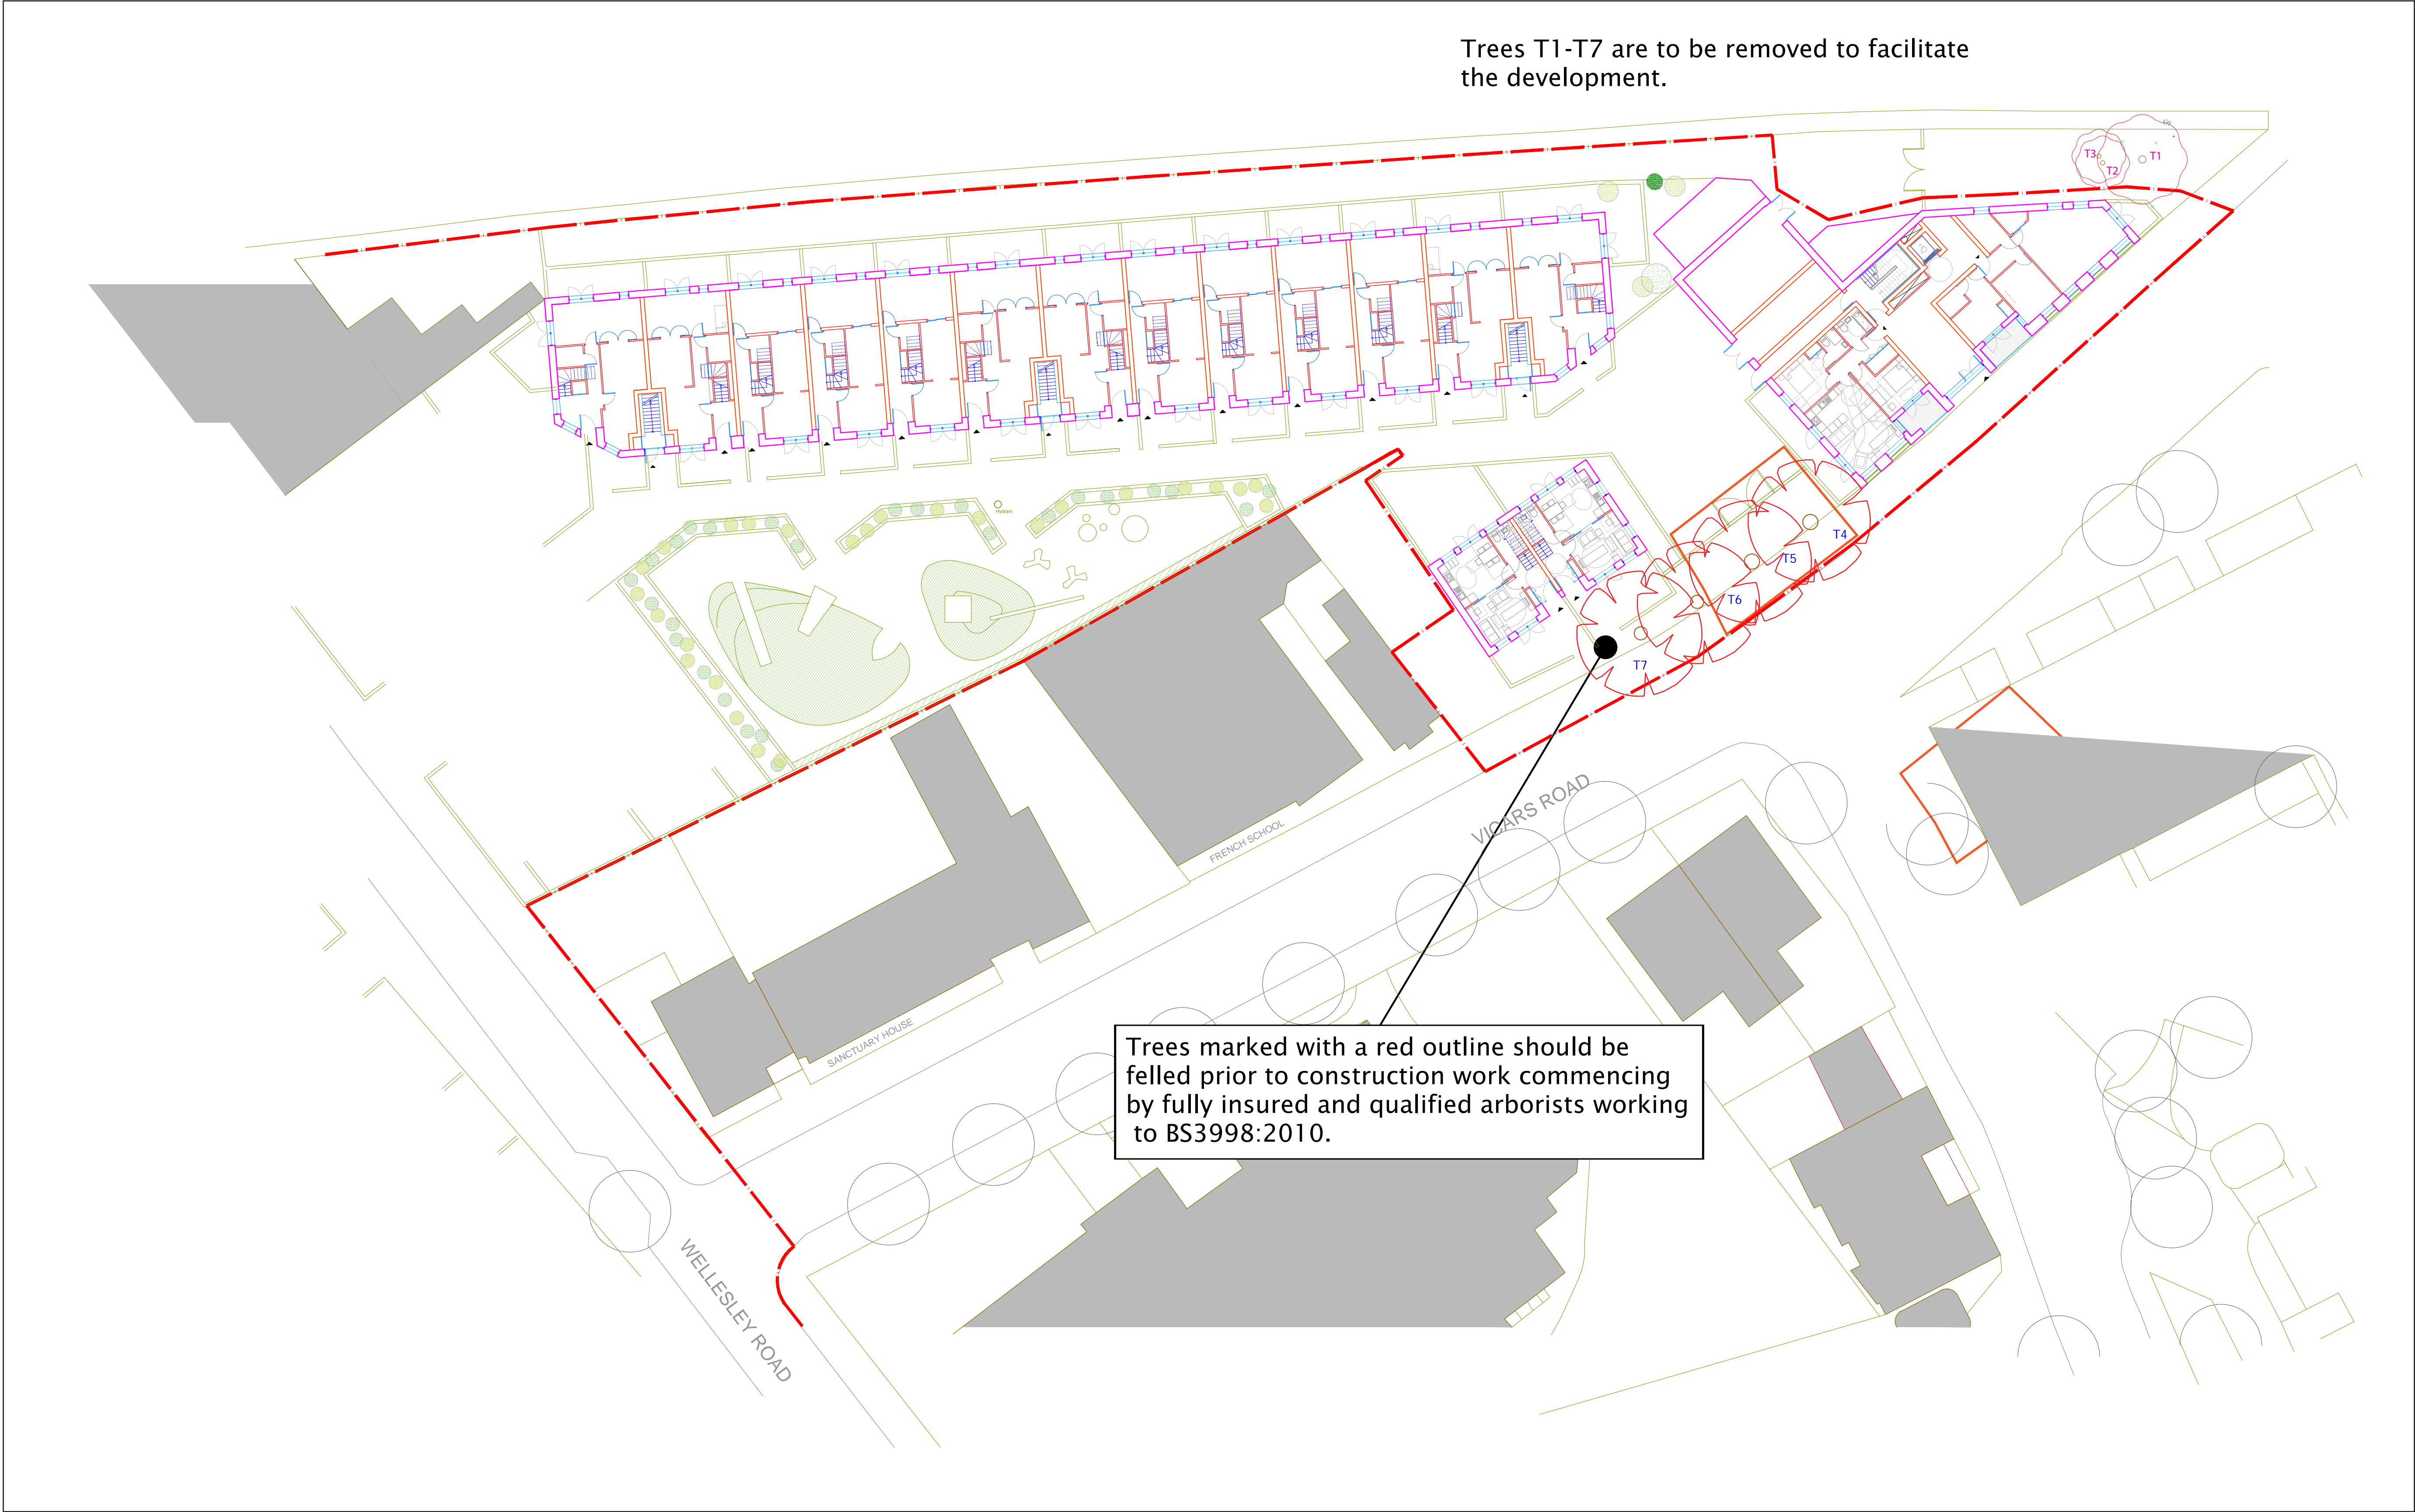 Trees T1-T7 are to be removed to facilitate
the development.
T3
T1
T2
Hydrant
T4
T5
T6
T7
VICARS ROAD
FRENCH SCHOOL
SANCTUARY HOUSE
Trees marked with a red outline should be
felled prior to construction work commencing
by fully insured and qualified arborists working
to BS3998:2010.
WELLESLEY ROAD